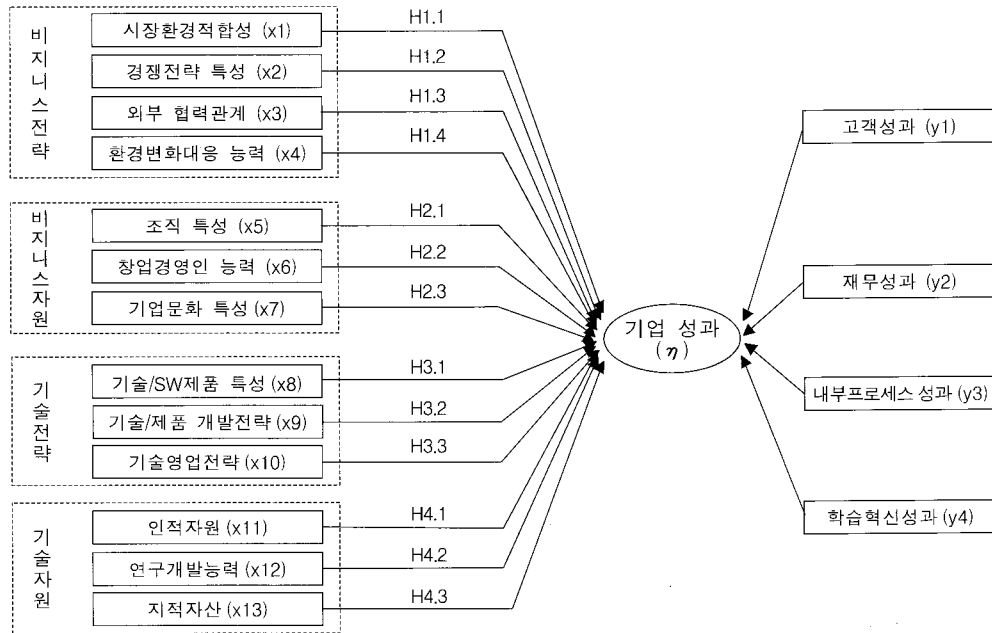 비지니스전략
시장환경적합성 (x1)
경쟁전략 특성 (x2)
외부 협력관계 (x3)
환경변화대응 능력 (x4)
H1.1
H1.2
H1.3
H1.4
비지니스자원
조직 특성 (x5)
창업경영인 능력 (x6)
기업문화 특성 (x7)
H2.1
H2.2
H2.3
기술전략
기술/SW제품 특성 (x8)
기술/제품 개발전략 (x9)
기술영업전략 (x10)
H3.1
H3.2
H3.3
기술자원
인적자원 (x11)
연구개발능력 (x12)
지적자산 (x13)
H4.1
H4.2
H4.3
기업 성과
(η)
고객성과 (y1)
재무성과 (y2)
내부프로세스 성과 (y3)
학습혁신성과 (y4)